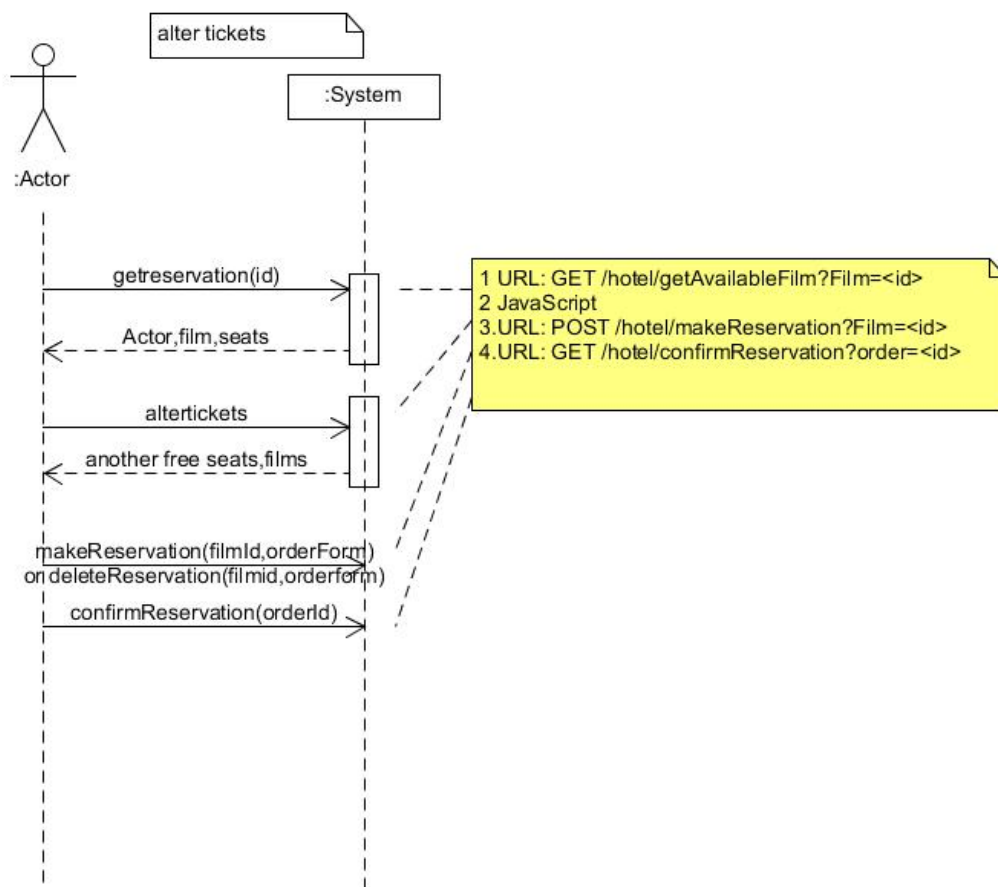 alter tickets
:System
:Actor
getreservation(id)
Actor,film,seats
altertickets
another free seats,films
makeReservation(filmId,orderForm)
or deleteReservation(filmid,orderform)
confirmReservation(orderId)
1 URL: GET /hotel/getAvailableFilm?Film=<id>
2 JavaScript
3.URL: POST /hotel/makeReservation?Film=<id>
4.URL: GET /hotel/confirmReservation?order=<id>